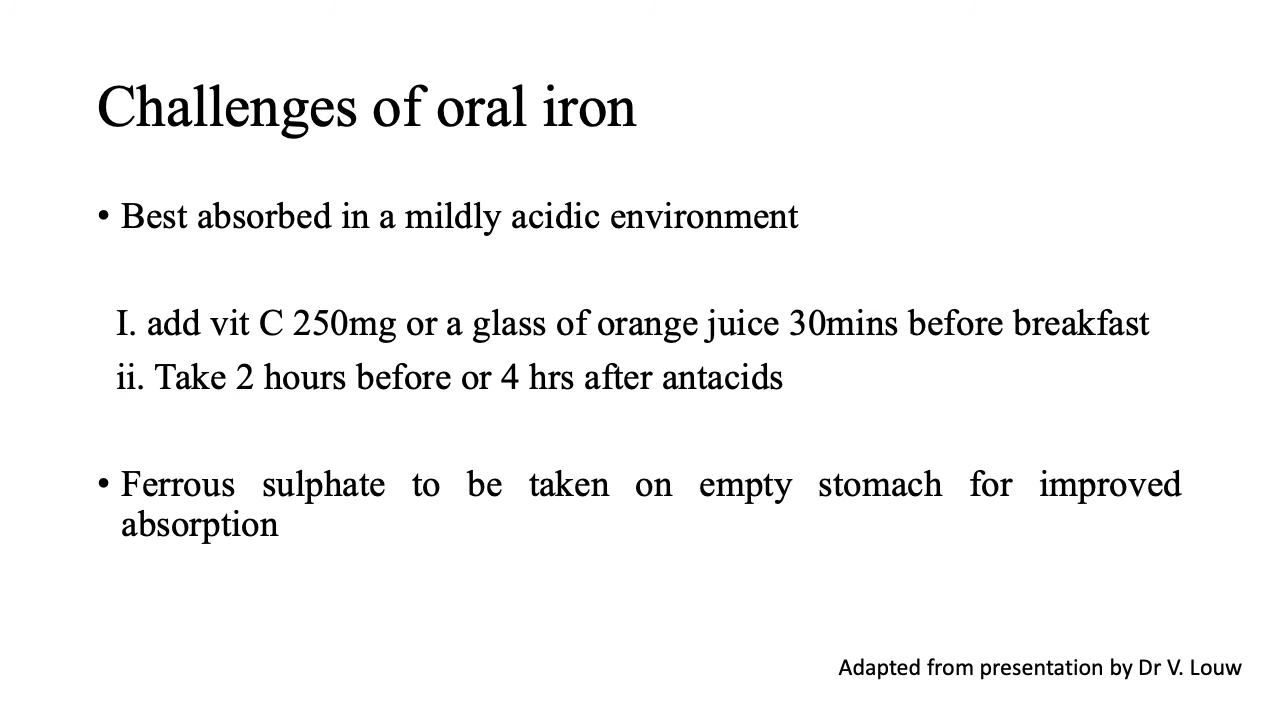 Challenges of oral iron
• Best absorbed in a mildly acidic environment
I. add vit C 250mg or a glass of orange juice 30mins before breakfast
ii. Take 2 hours before or 4 hrs after antacids
• Ferrous sulphate to be taken on empty stomach for improved
absorption
Adapted from presentation by Dr V. Louw